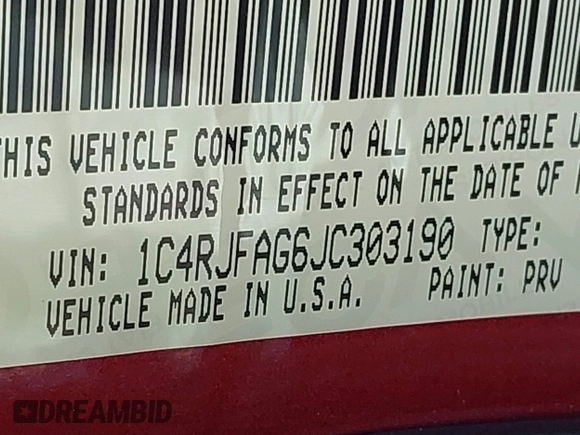 THIS VEHICLE CONFORMS TO ALL APPLICABLE
STANDARDS IN EFFECT ON THE DATE OF
VIN: 1C4RJFAG6JC303190 TYPE:
VEHICLE MADE IN U.S.A. PAINT: PRV
DREAMBID